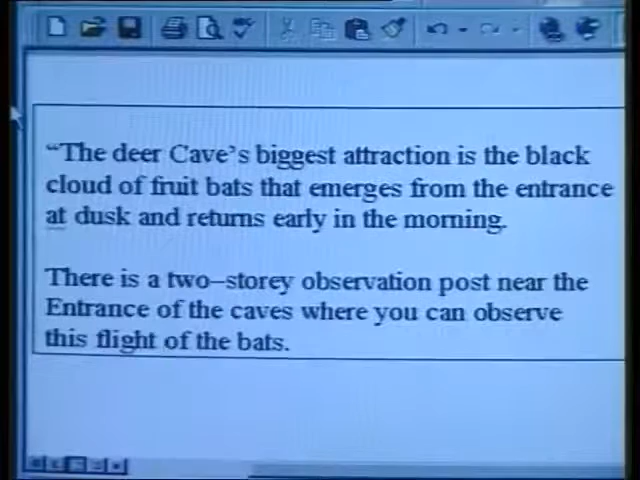 “The deer Cave’s biggest attraction is the black
cloud of fruit bats that emerges from the entrance
at dusk and returns early in the morning.
There is a two–storey observation post near the
Entrance of the caves where you can observe
this flight of the bats.